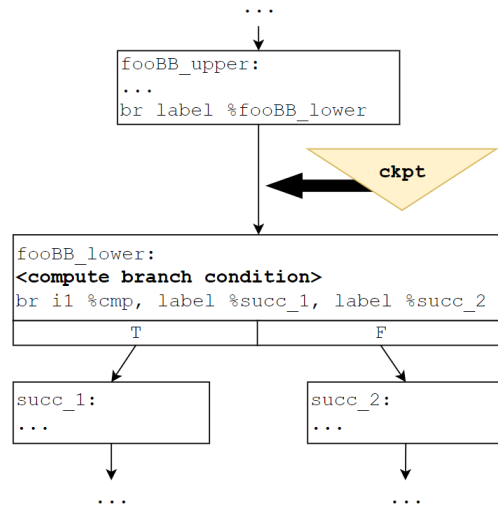 ...
fooBB_upper:
...
br label %fooBB_lower
ckpt
fooBB_lower:
<compute branch condition>
br i1 %cmp, label %succ_1, label %succ_2
T F
succ_1: succ_2:
... ...
... ...